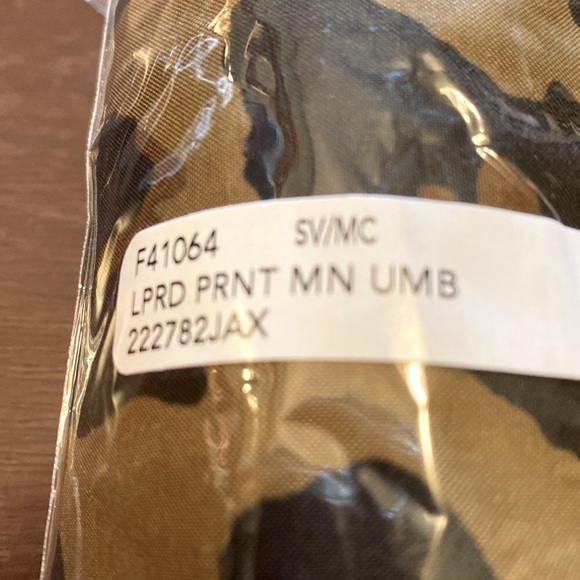 F41064 SV/MC
LPRD PRNT MN UMB
222782JAX